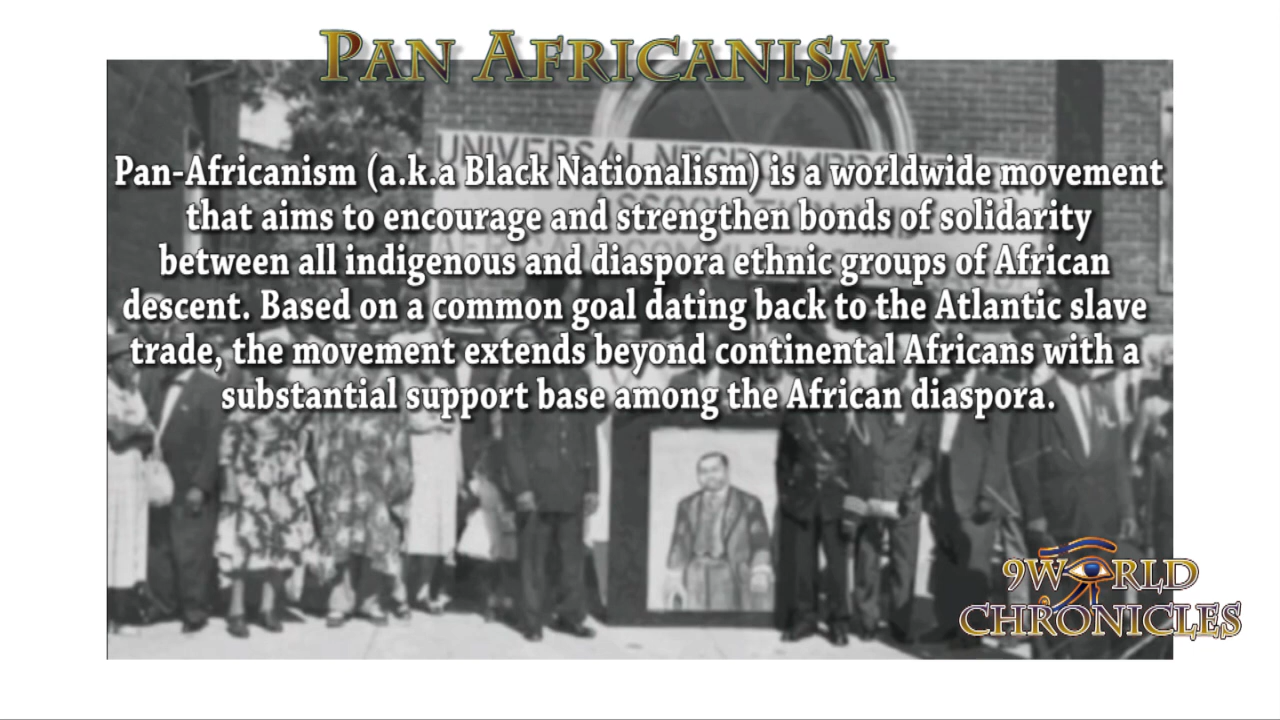 PAN AFRICANISM
UNIVERSAL NEGRO
Pan-Africanism (a.k.a Black Nationalism) is a worldwide movement
that aims to encourage and strengthen bonds of solidarity
between all indigenous and diaspora ethnic groups of African
descent. Based on a common goal dating back to the Atlantic slave
trade, the movement extends beyond continental Africans with a
substantial support base among the African diaspora.
9WORLD
CHRONICLES